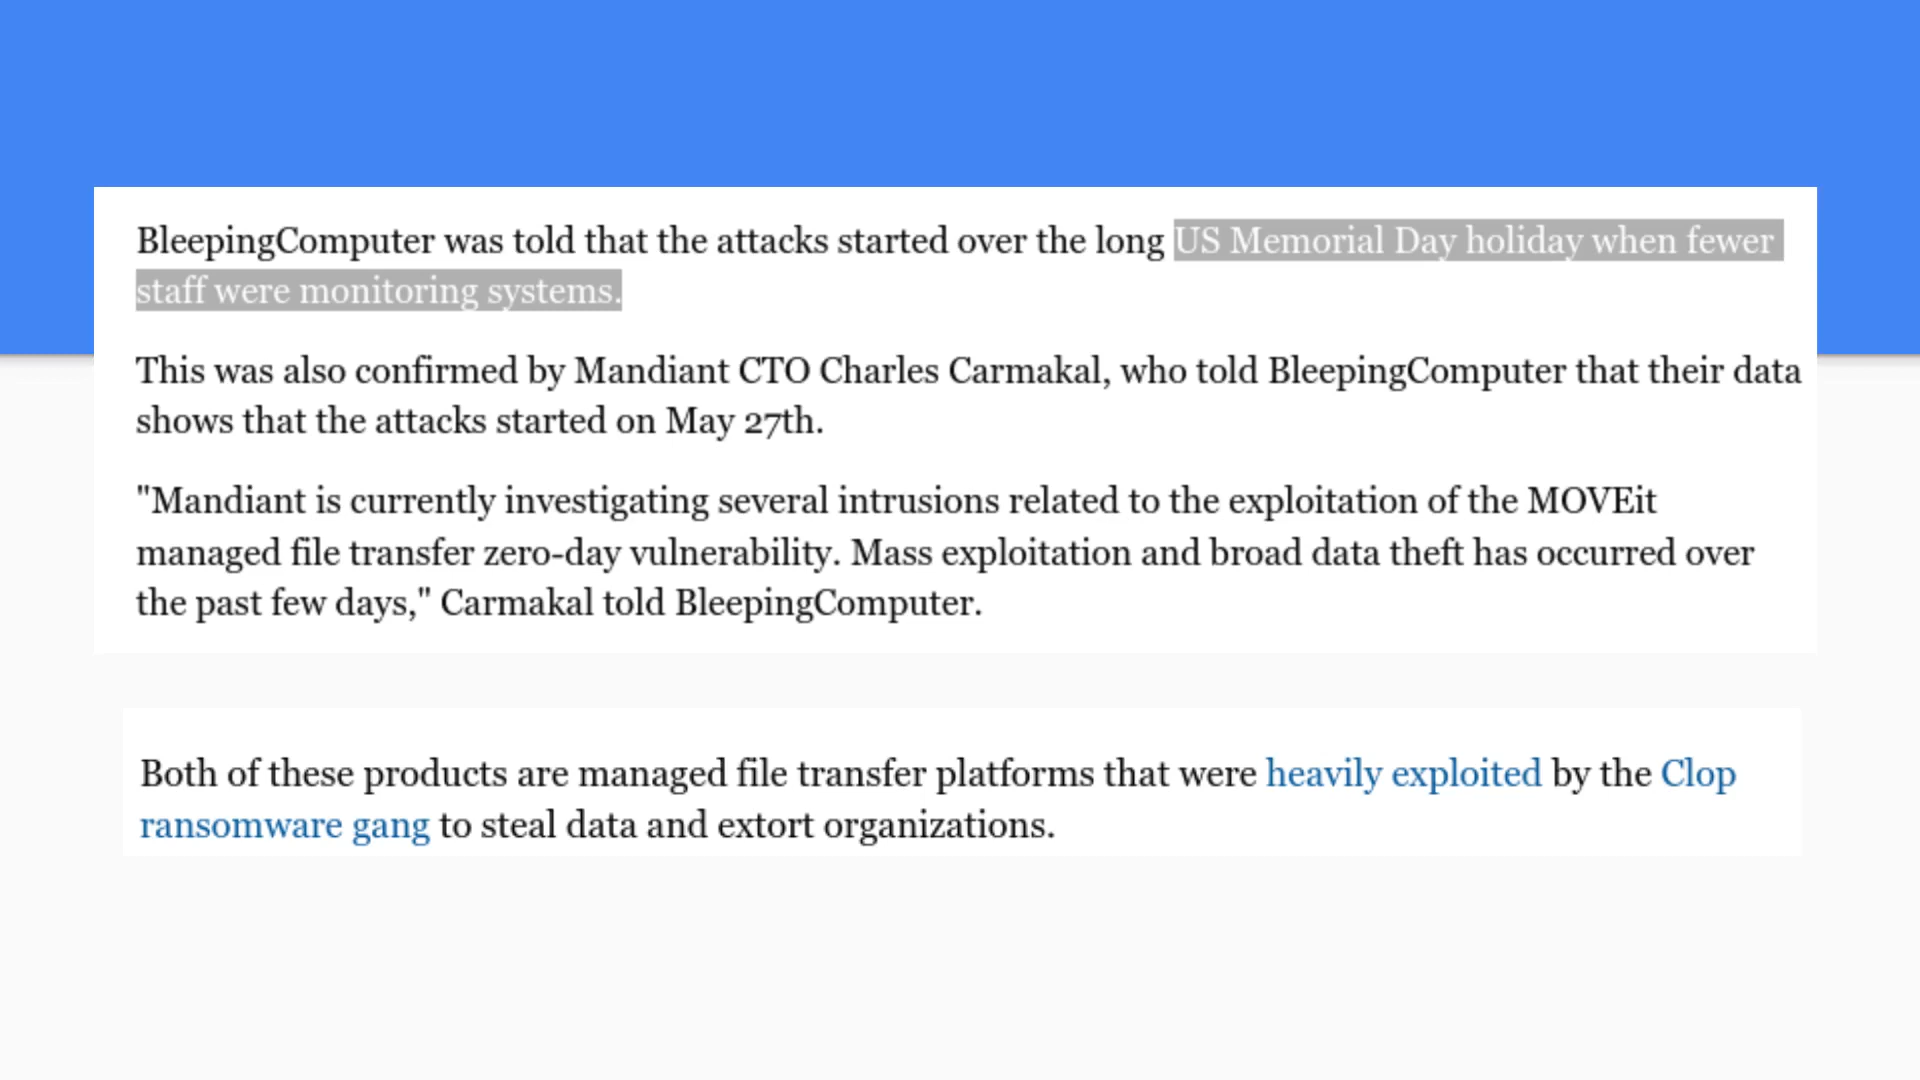 BleepingComputer was told that the attacks started over the long US Memorial Day holiday when fewer
staff were monitoring systems.
This was also confirmed by Mandiant CTO Charles Carmakal, who told BleepingComputer that their data
shows that the attacks started on May 27th.
"Mandiant is currently investigating several intrusions related to the exploitation of the MOVEit
managed file transfer zero-day vulnerability. Mass exploitation and broad data theft has occurred over
the past few days," Carmakal told BleepingComputer.
Both of these products are managed file transfer platforms that were heavily exploited by the Clop
ransomware gang to steal data and extort organizations.